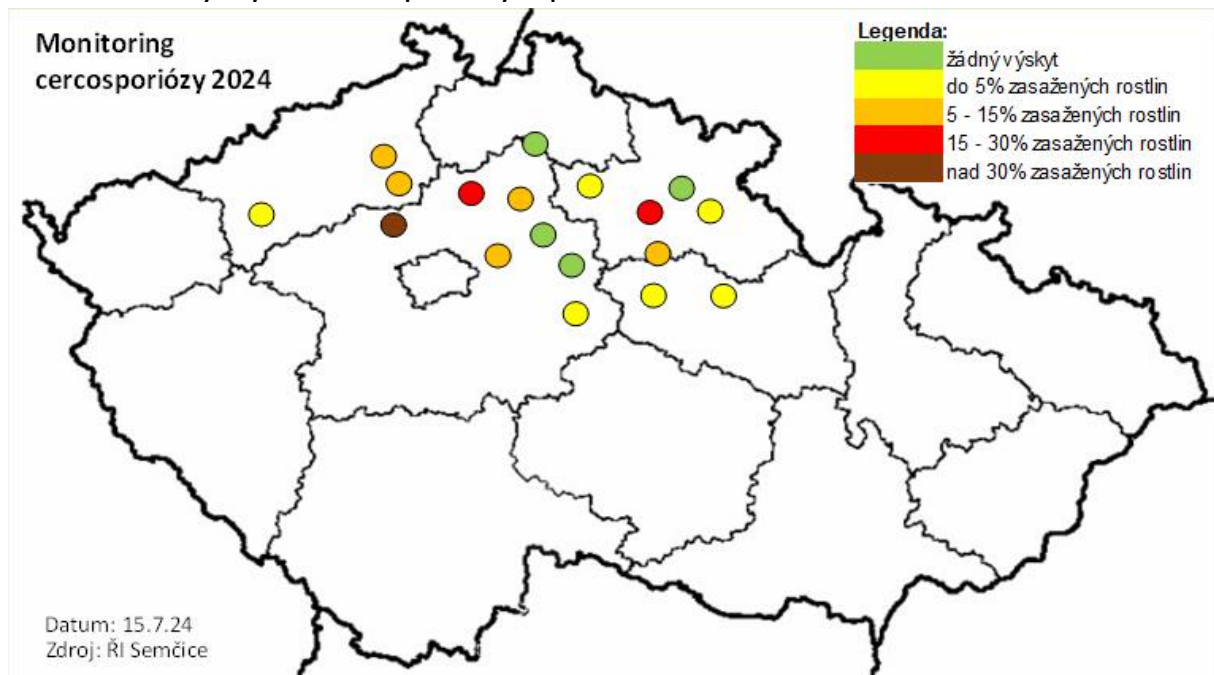 Monitoring
cercosporiózy 2024
Legenda:
žádný výskyt
do 5% zasažených rostlin
5 - 15% zasažených rostlin
15 - 30% zasažených rostlin
nad 30% zasažených rostlin
Datum: 15.7.24
Zdroj: ŘI Semčice